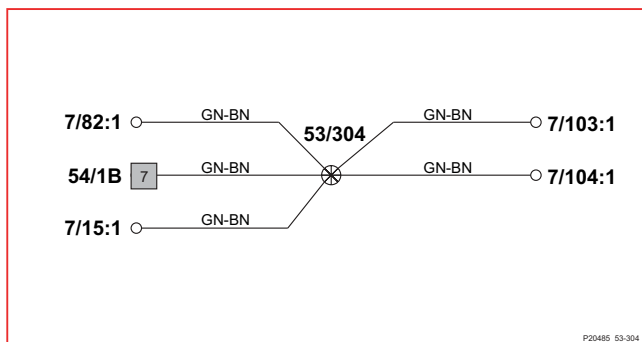 7/82:1 GN-BN 53/304 GN-BN 7/103:1
54/1B 7 GN-BN GN-BN 7/104:1
7/15:1 GN-BN
P20485 53-304